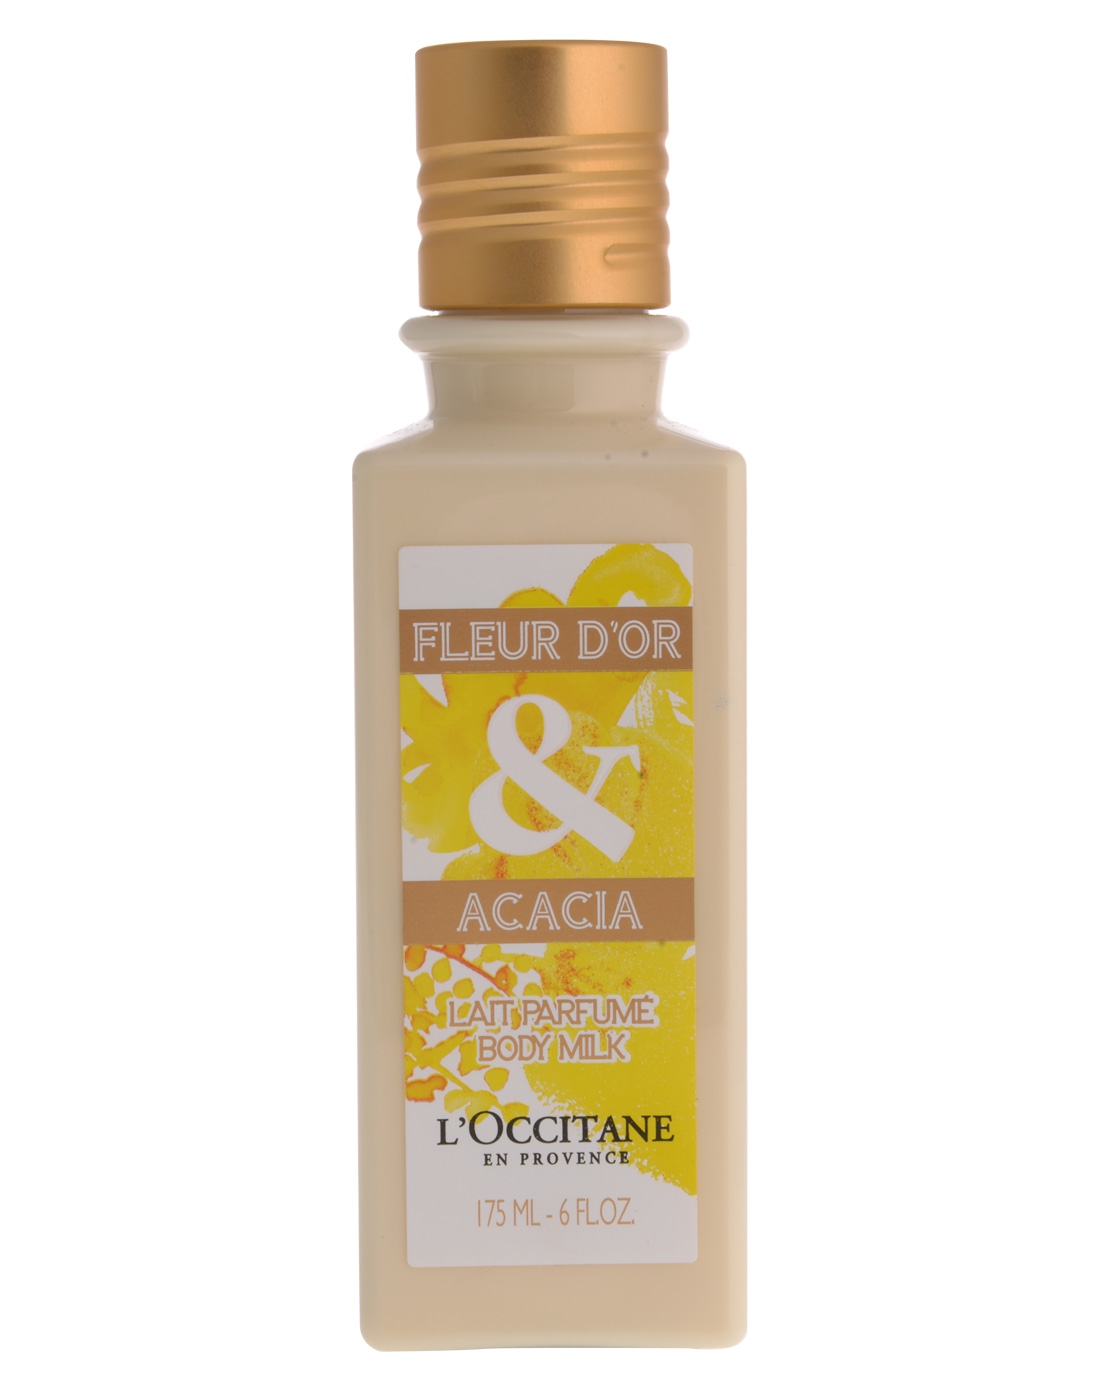 FLEUR D'OR
&
ACACIA
LAIT PARFUMÉ
BODY MILK
L'OCCITANE
EN PROVENCE
175 ML - 6 FL.OZ.